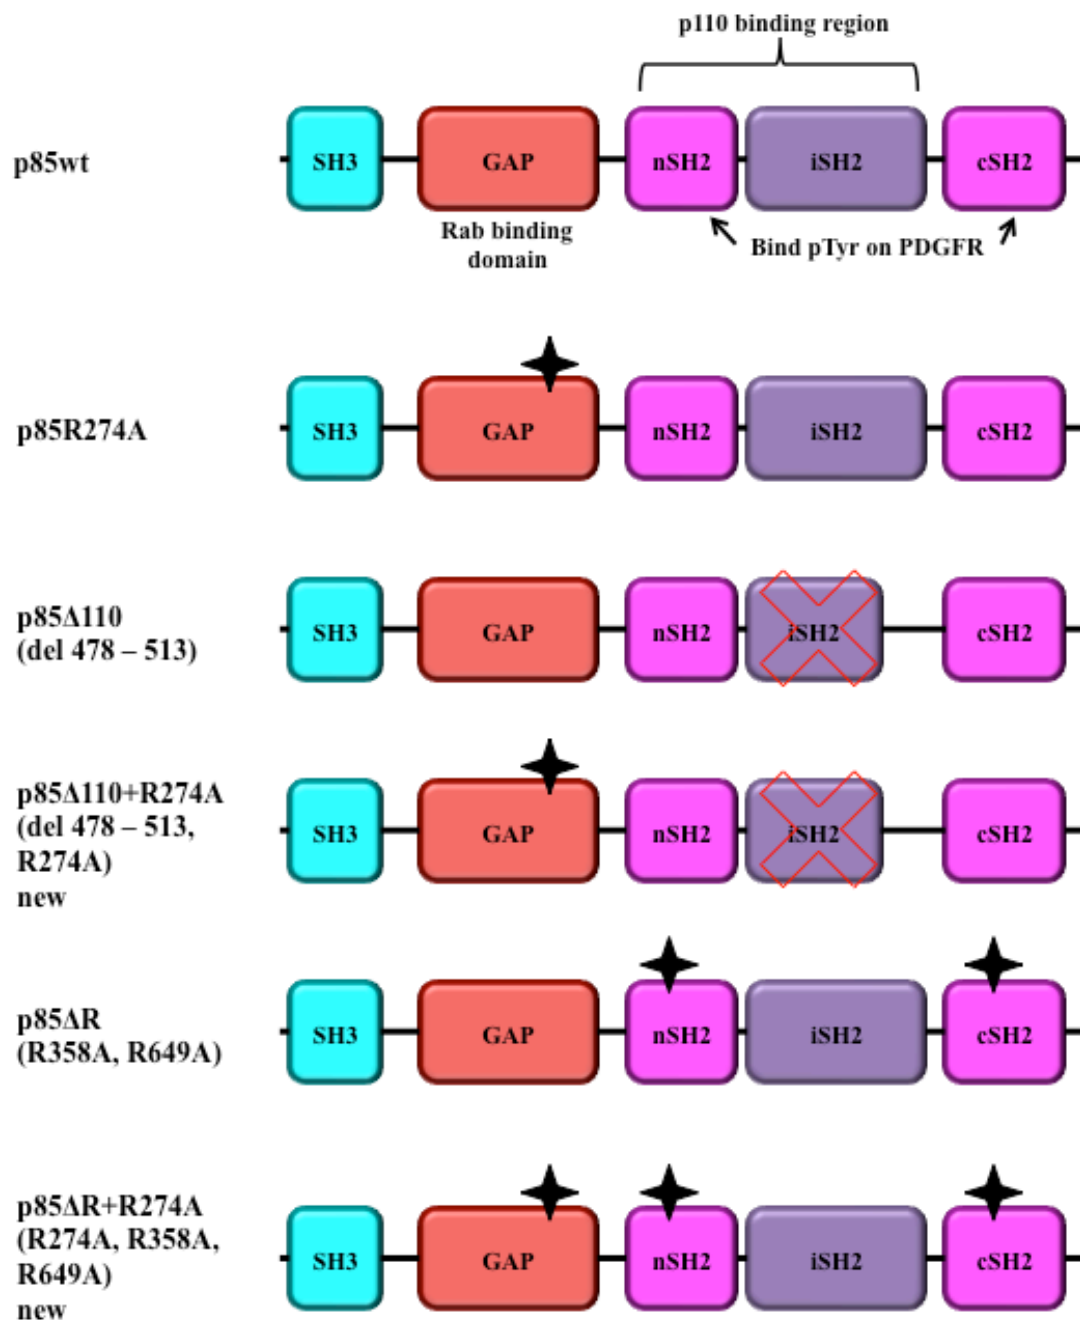 p110 binding region
p85wt
SH3
GAP
nSH2
iSH2
cSH2
Rab binding
domain
Bind pTyr on PDGFR
p85R274A
SH3
GAP
nSH2
iSH2
cSH2
p85Δ110
(del 478 – 513)
SH3
GAP
nSH2
iSH2
cSH2
p85Δ110+R274A
(del 478 – 513,
R274A)
new
SH3
GAP
nSH2
iSH2
cSH2
p85ΔR
(R358A, R649A)
SH3
GAP
nSH2
iSH2
cSH2
p85ΔR+R274A
(R274A, R358A,
R649A)
new
SH3
GAP
nSH2
iSH2
cSH2